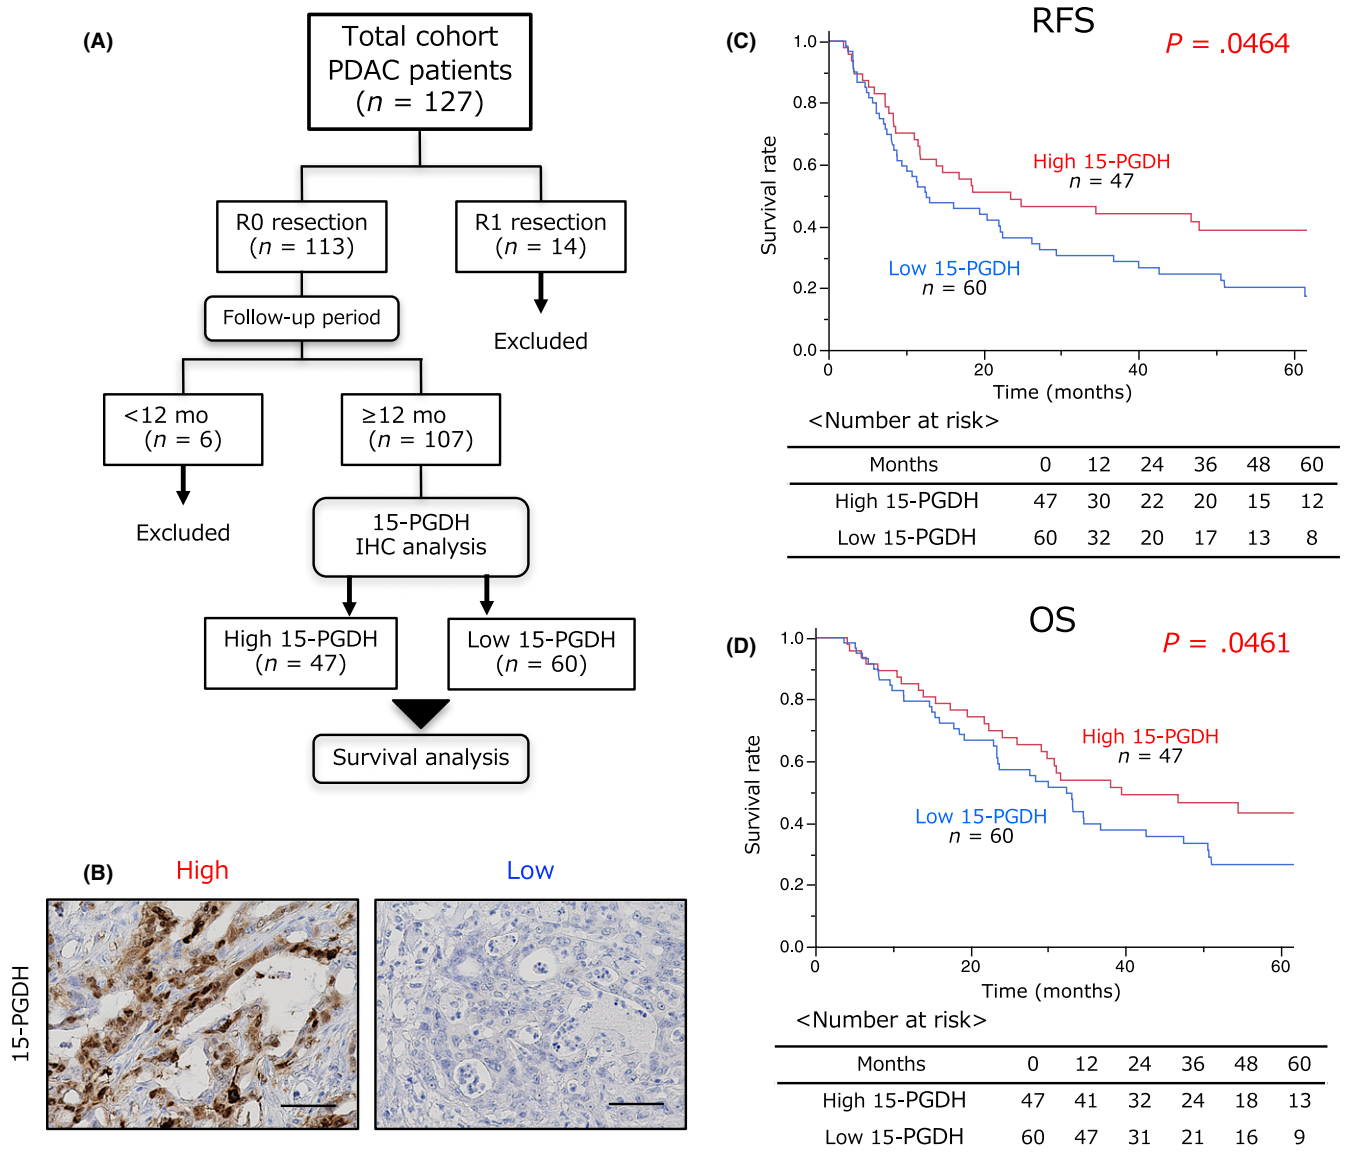 (A)
Total cohort
PDAC patients
(n = 127)
R0 resection
(n = 113)
R1 resection
(n = 14)
Follow-up period
Excluded
<12 mo
(n = 6)
≥12 mo
(n = 107)
Excluded
15-PGDH
IHC analysis
High 15-PGDH
(n = 47)
Low 15-PGDH
(n = 60)
Survival analysis
(B)
High
Low
15-PGDH
(C)
RFS
P = .0464
Survival rate
1.0
0.8
0.6
0.4
0.2
0.0
High 15-PGDH
n = 47
Low 15-PGDH
n = 60
0 20 40 60
Time (months)
<Number at risk>
Months 0 12 24 36 48 60
High 15-PGDH 47 30 22 20 15 12
Low 15-PGDH 60 32 20 17 13 8
(D)
OS
P = .0461
Survival rate
1.0
0.8
0.6
0.4
0.2
0.0
High 15-PGDH
n = 47
Low 15-PGDH
n = 60
0 20 40 60
Time (months)
<Number at risk>
Months 0 12 24 36 48 60
High 15-PGDH 47 41 32 24 18 13
Low 15-PGDH 60 47 31 21 16 9